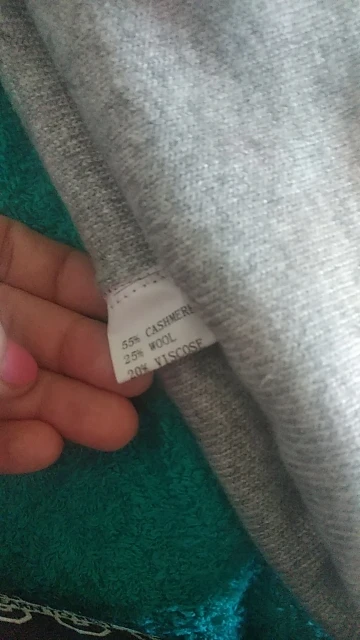 55% CASHMERE
25% WOOL
20% VISCOSE